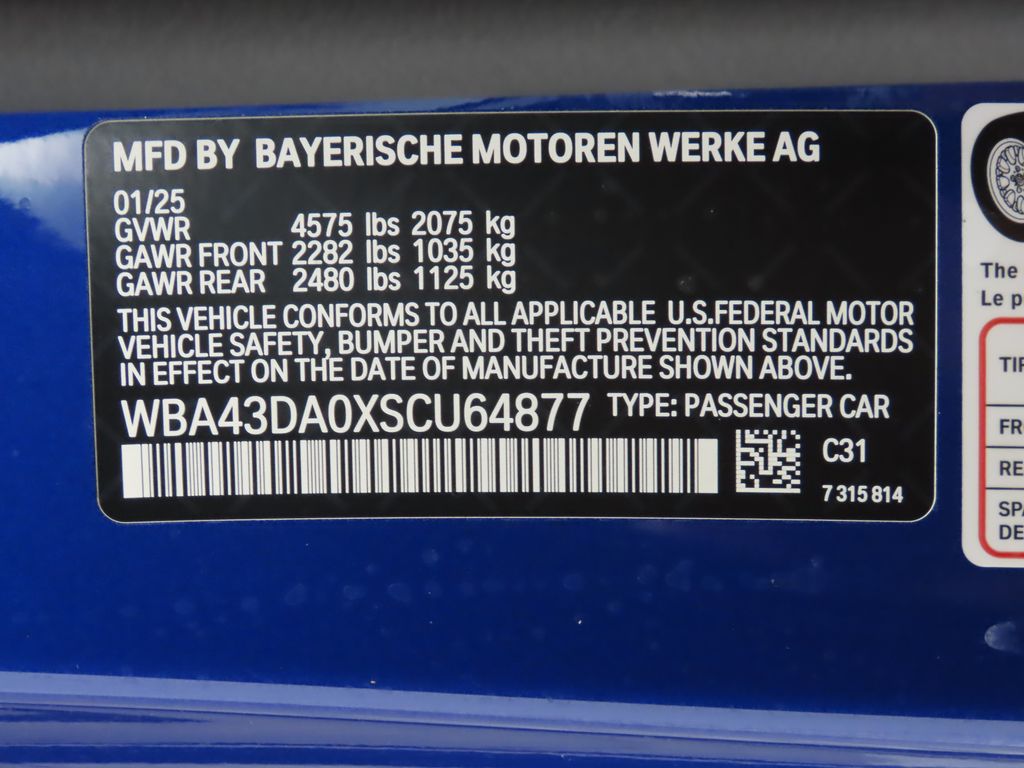 MFD BY BAYERISCHE MOTOREN WERKE AG
01/25
GVWR 4575 lbs 2075 kg
GAWR FRONT 2282 lbs 1035 kg
GAWR REAR 2480 lbs 1125 kg
THIS VEHICLE CONFORMS TO ALL APPLICABLE U.S.FEDERAL MOTOR
VEHICLE SAFETY, BUMPER AND THEFT PREVENTION STANDARDS
IN EFFECT ON THE DATE OF MANUFACTURE SHOWN ABOVE.
WBA43DA0XSCU64877 TYPE: PASSENGER CAR
C31
7 315 814
The
Le p
TIR
FR
RE
SPA
DE